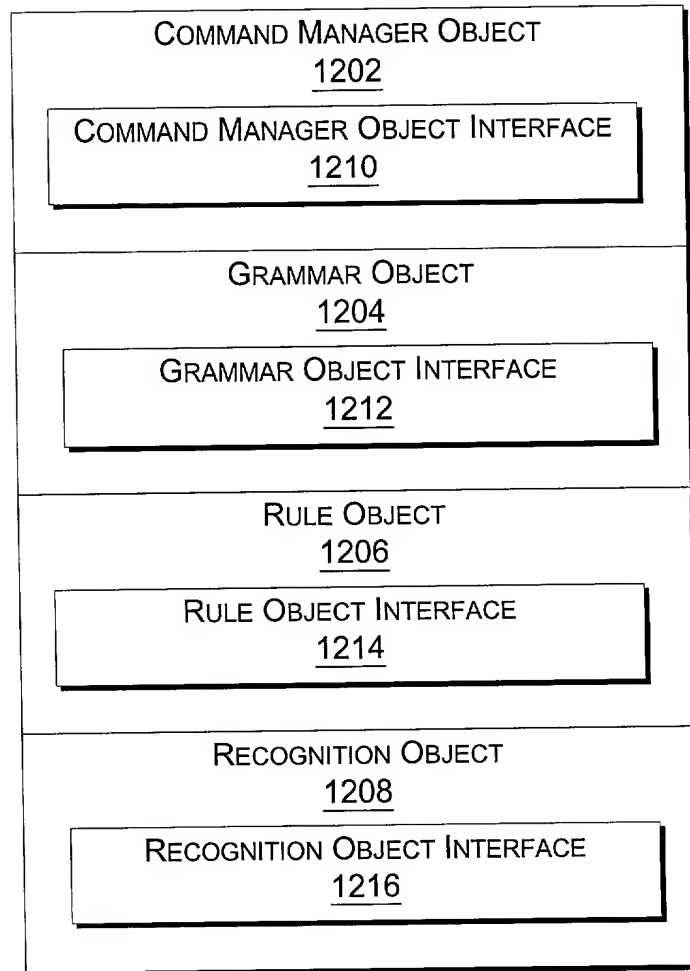 COMMAND MANAGER OBJECT
1202
COMMAND MANAGER OBJECT INTERFACE
1210
GRAMMAR OBJECT
1204
GRAMMAR OBJECT INTERFACE
1212
RULE OBJECT
1206
RULE OBJECT INTERFACE
1214
RECOGNITION OBJECT
1208
RECOGNITION OBJECT INTERFACE
1216